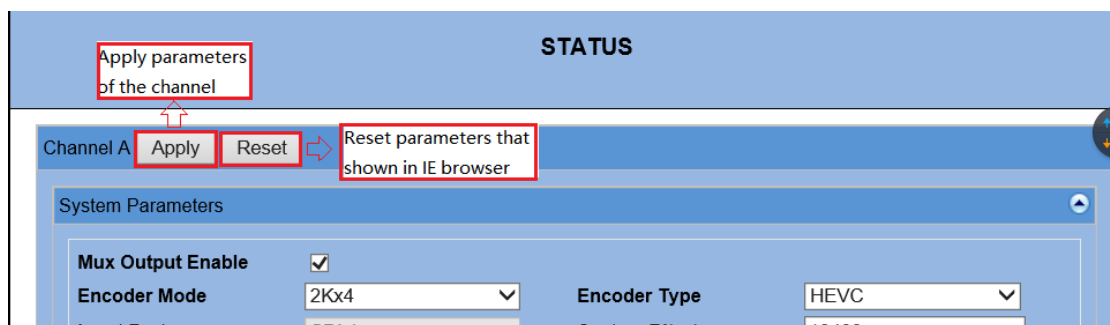 STATUS
Apply parameters
of the channel
Channel A Apply Reset
Reset parameters that
shown in IE browser
System Parameters
Mux Output Enable
Encoder Mode 2Kx4 Encoder Type HEVC